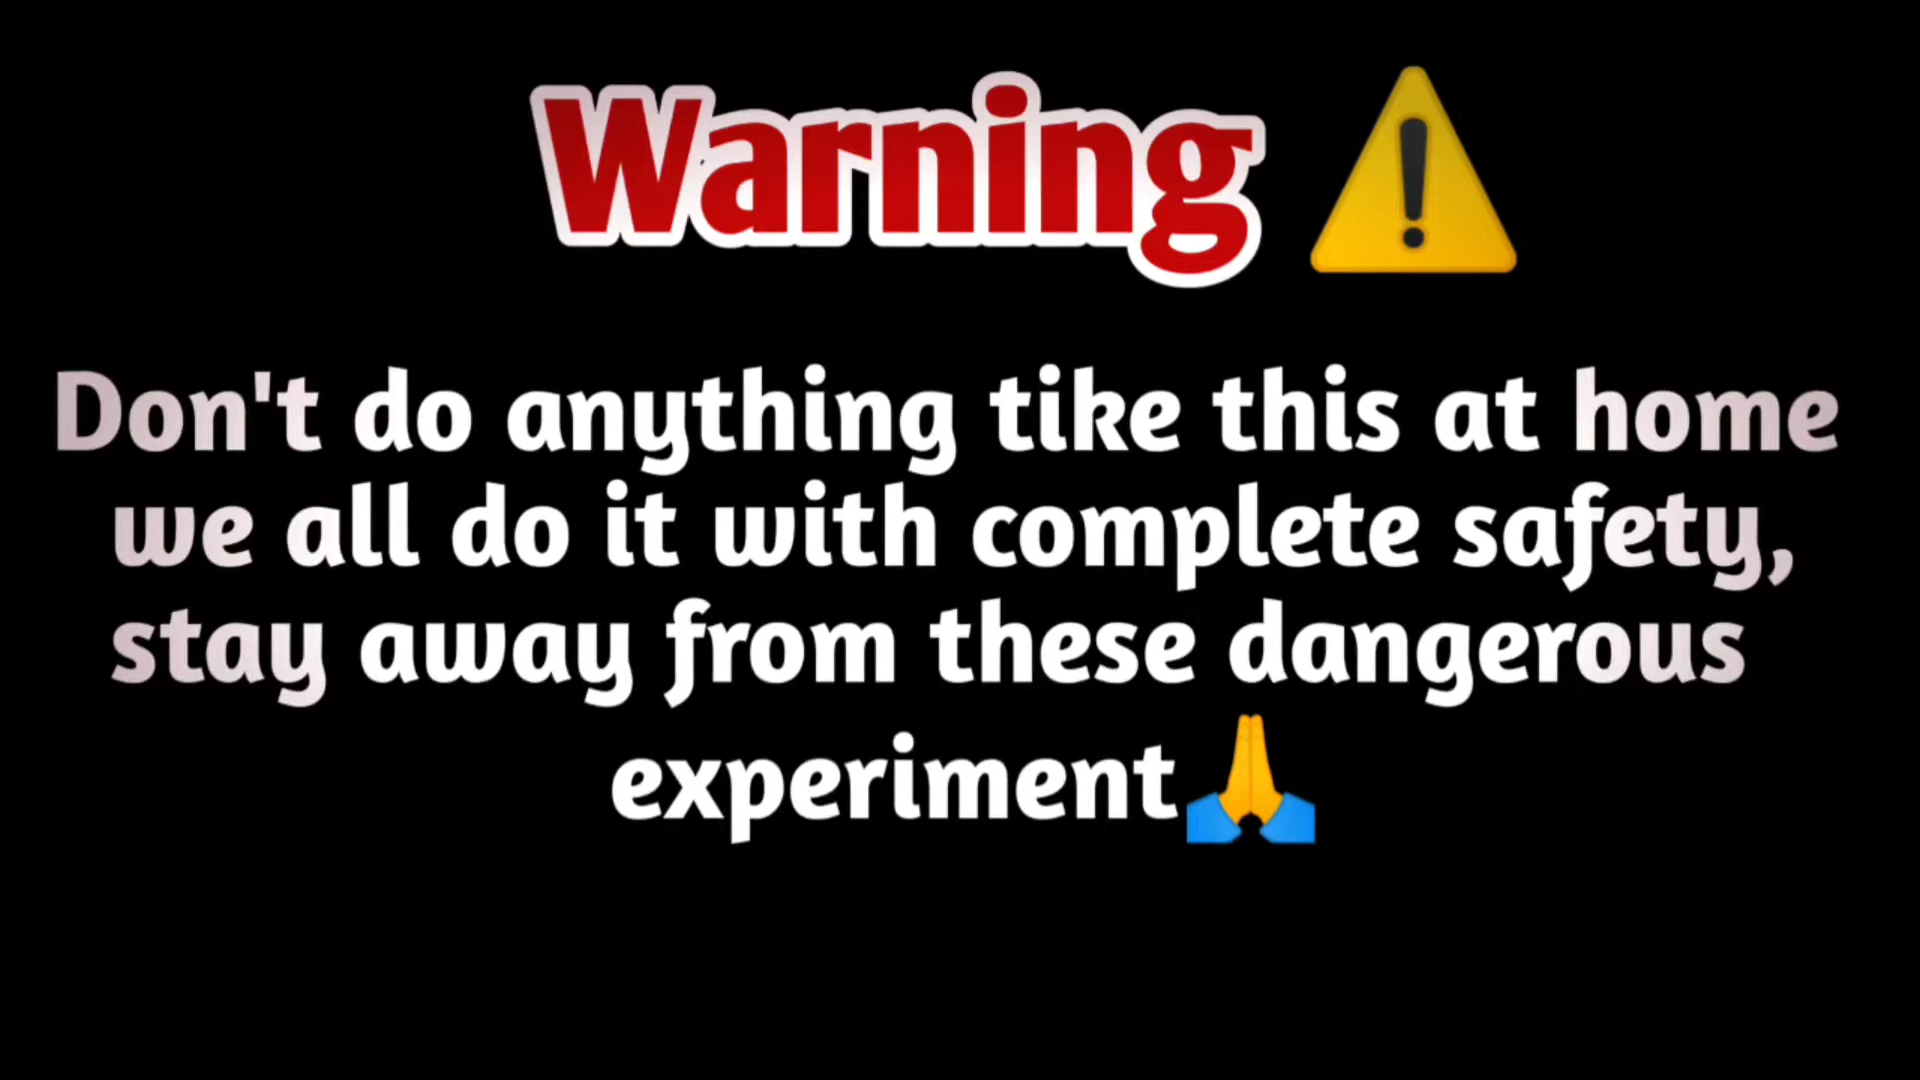 Warning ⚠️
Don't do anything tike this at home
we all do it with complete safety,
stay away from these dangerous
experiment🙏